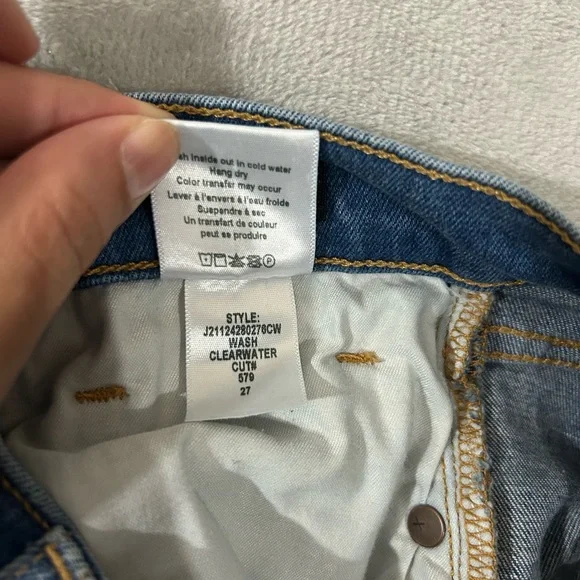 inside out in cold water
Hang dry
Color transfer may occur
Laver à l'envers à l'eau froide
Suspendre à sec
Un transfert de couleur
peut se produire
P
STYLE:
J21124280276CW
WASH
CLEARWATER
CUT#
579
27